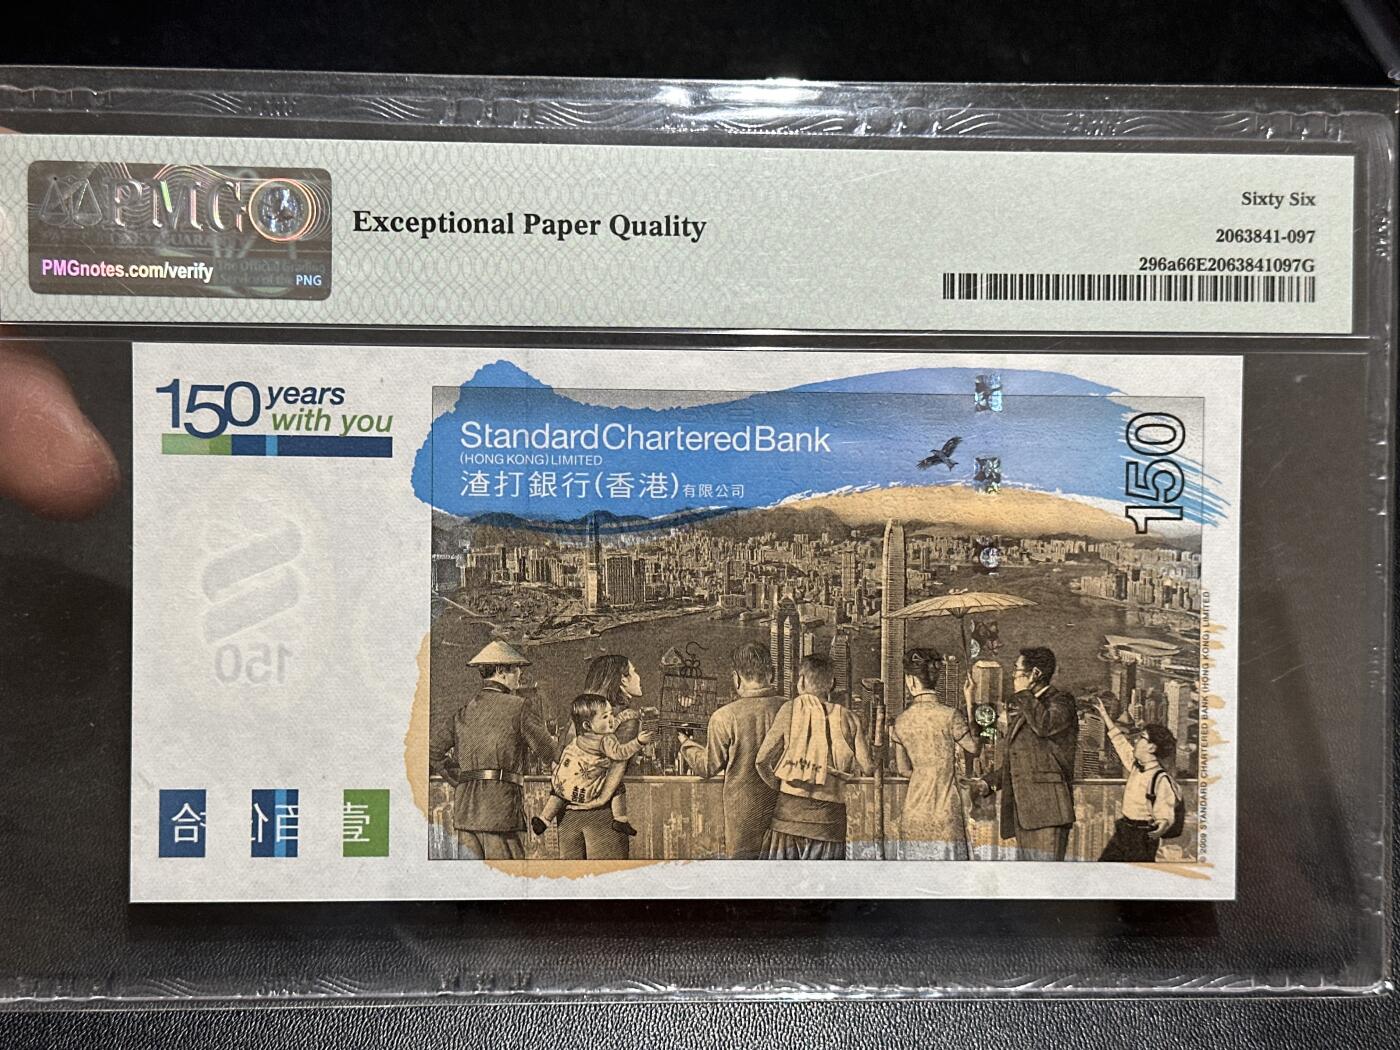 PMG
PMGnotes.com/verify
PNG
Exceptional Paper Quality
Sixty Six
2063841-097
296a66E2063841097G
150 years
with you
Standard Chartered Bank
(HONG KONG) LIMITED
渣打銀行(香港)有限公司
150
150
© 2009 STANDARD CHARTERED BANK (HONG KONG) LIMITED